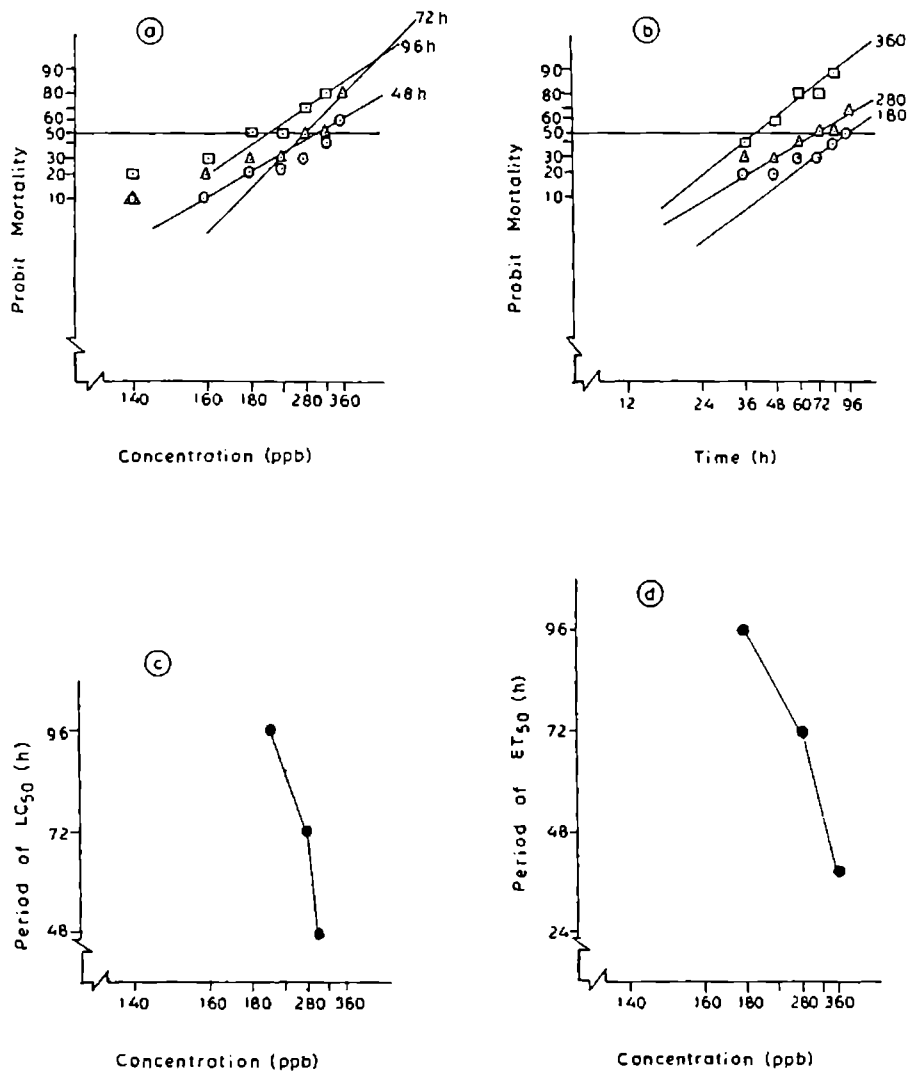 a
72 h
96 h
48 h
90
80
60
50
30
20
10
Probit Mortality
140 160 180 280 360
Concentration (ppb)
b
360
280
180
90
80
60
50
30
20
10
Probit Mortality
12 24 36 48 60 72 96
Time (h)
c
96
72
48
Period of LC50 (h)
140 160 180 280 360
Concentration (ppb)
d
96
72
48
24
Period of ET50 (h)
140 160 180 280 360
Concentration (ppb)